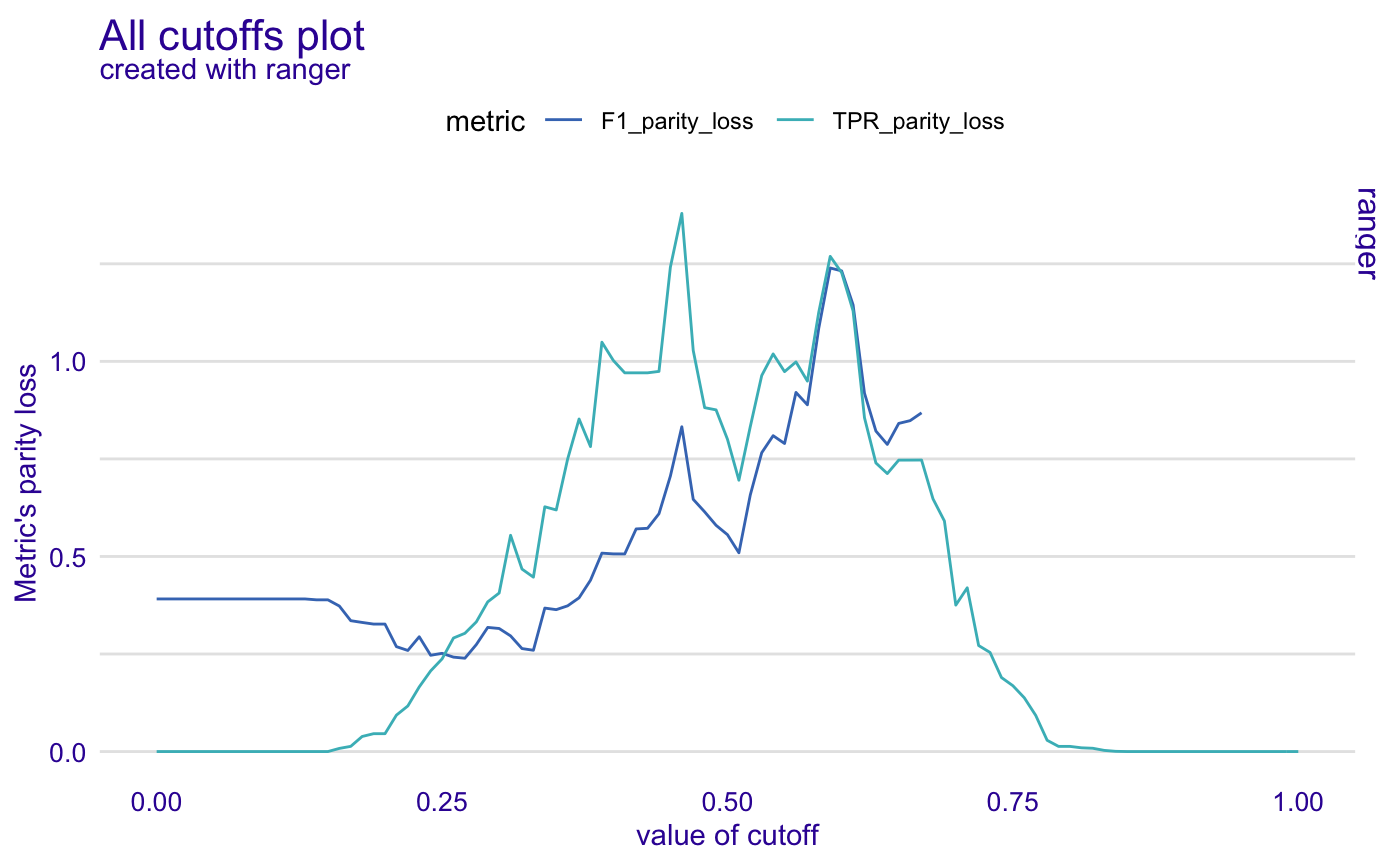 All cutoffs plot
created with ranger
metric F1_parity_loss TPR_parity_loss
ranger
Metric's parity loss
1.0
0.5
0.0
0.00 0.25 0.50 0.75 1.00
value of cutoff